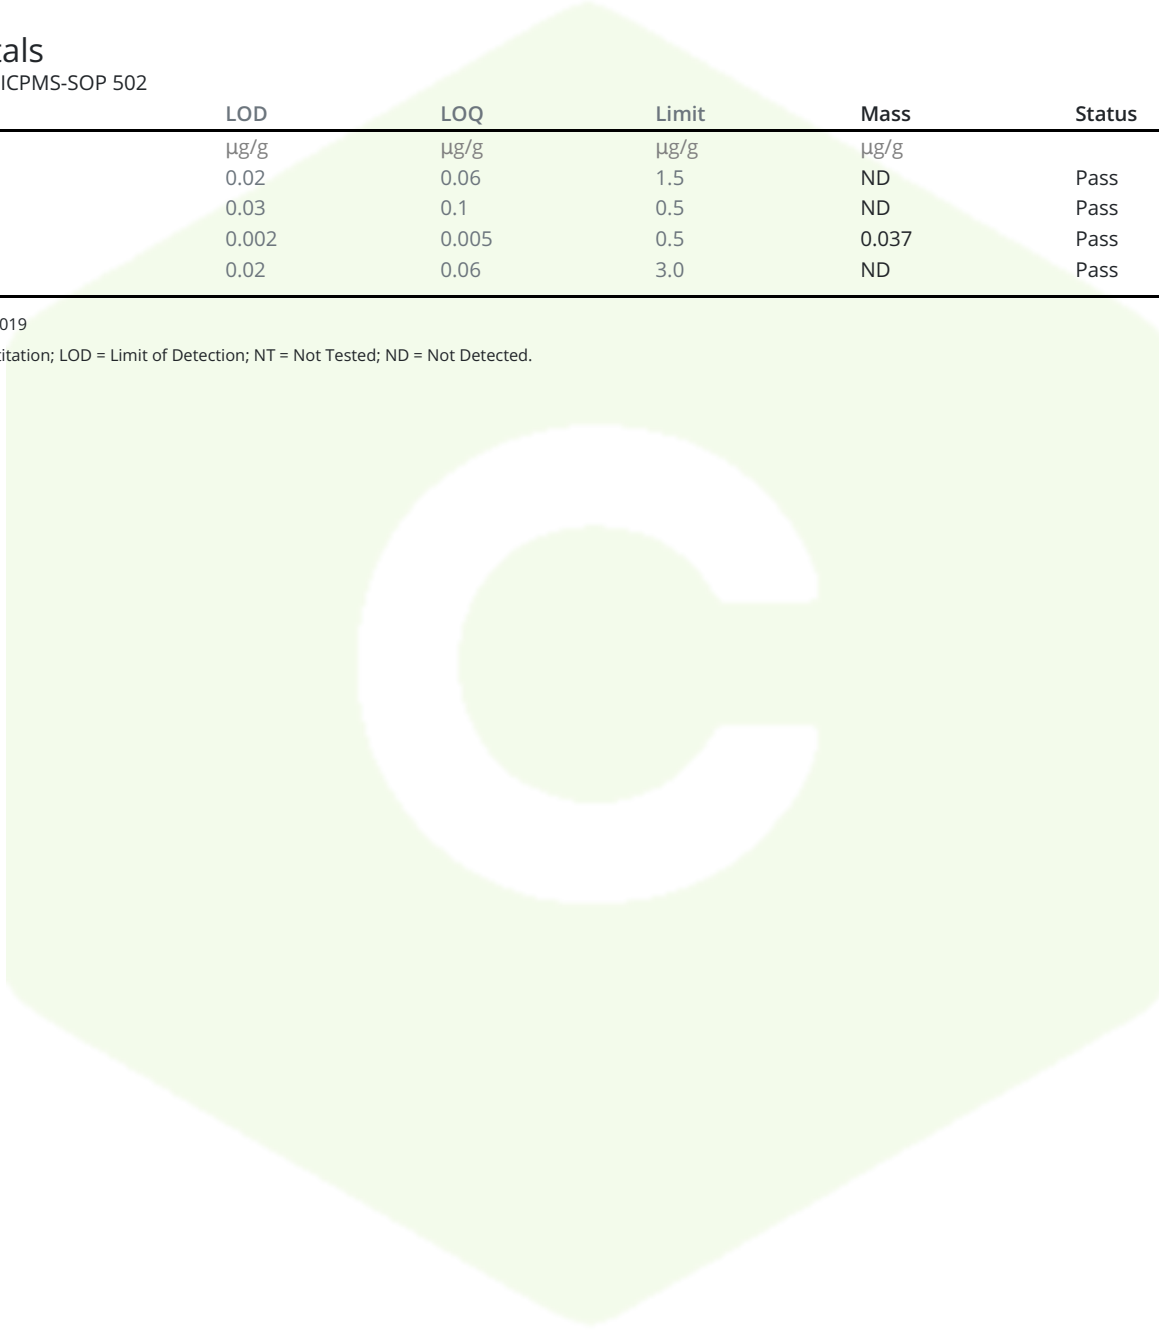 tals
ICPMS-SOP 502
LOD LOQ Limit Mass Status
µg/g µg/g µg/g µg/g
0.02 0.06 1.5 ND Pass
0.03 0.1 0.5 ND Pass
0.002 0.005 0.5 0.037 Pass
0.02 0.06 3.0 ND Pass
019
titation; LOD = Limit of Detection; NT = Not Tested; ND = Not Detected.
C